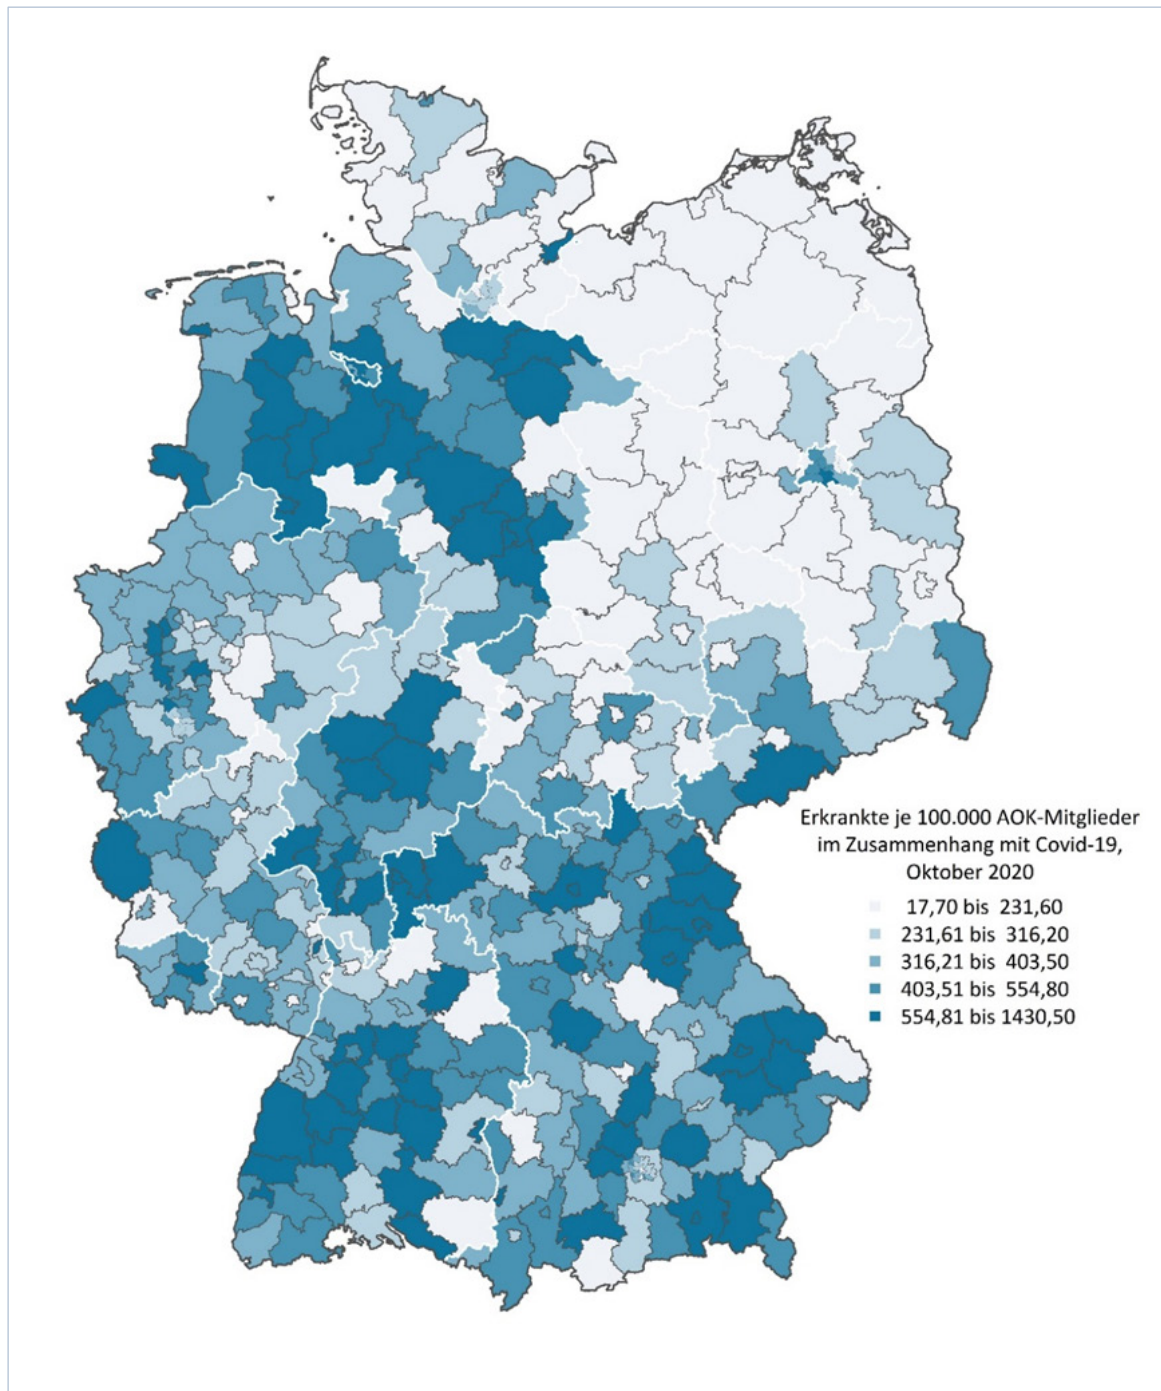 Erkrankte je 100.000 AOK-Mitglieder
im Zusammenhang mit Covid-19,
Oktober 2020
17,70 bis 231,60
231,61 bis 316,20
316,21 bis 403,50
403,51 bis 554,80
554,81 bis 1430,50